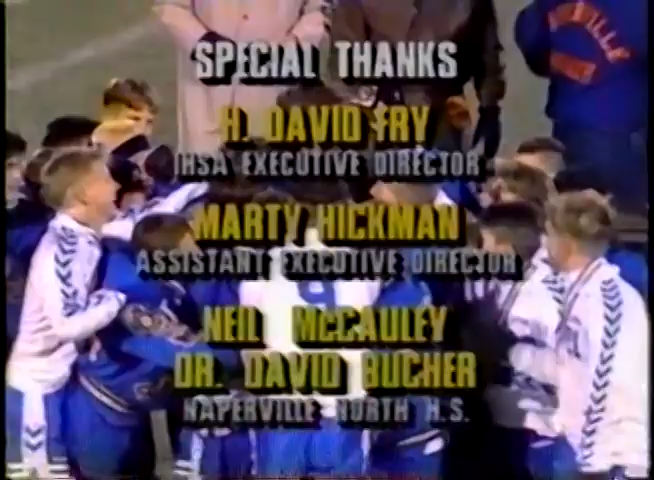 SPECIAL THANKS
H. DAVID FRY
IHSA EXECUTIVE DIRECTOR
MARTY HICKMAN
ASSISTANT EXECUTIVE DIRECTOR
NEIL McCAULEY
DR. DAVID BUCHER
NAPERVILLE NORTH H.S.
9